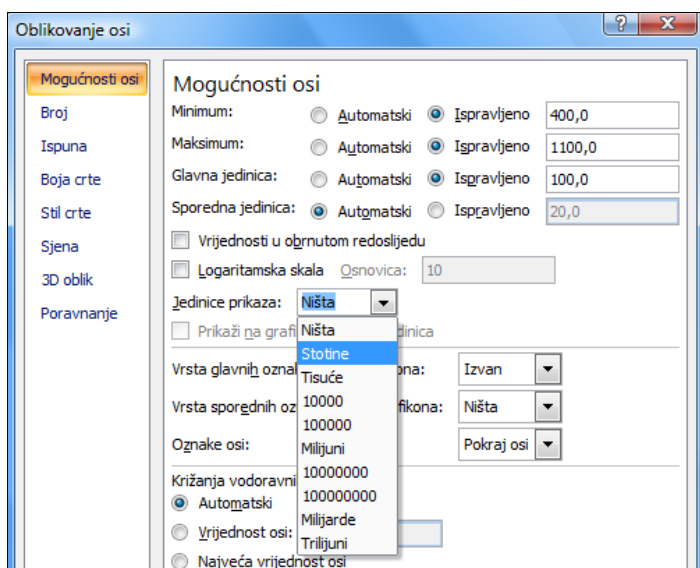 Oblikovanje osi
Mogućnosti osi
Broj
Ispuna
Boja crte
Stil crte
Sjena
3D oblik
Poravnanje
Mogućnosti osi
Minimum: Automatski Ispravljeno 400,0
Maksimum: Automatski Ispravljeno 1100,0
Glavna jedinica: Automatski Ispravljeno 100,0
Sporedna jedinica: Automatski Ispravljeno 20,0
Vrijednosti u obrnutom redoslijedu
Logaritamska skala Osnovica: 10
Jedinice prikaza: Ništa
Prikaži na grafi
Ništa
Stotine
Tisuće
10000
100000
Milijuni
10000000
100000000
Milijarde
Trilijuni
Vrsta glavnih ozna ona: Izvan
Vrsta sporednih oz fikona: Ništa
Oznake osi: Pokraj osi
Križanja vodoravni
Automatski
Vrijednost osi:
Najveća vrijednost osi